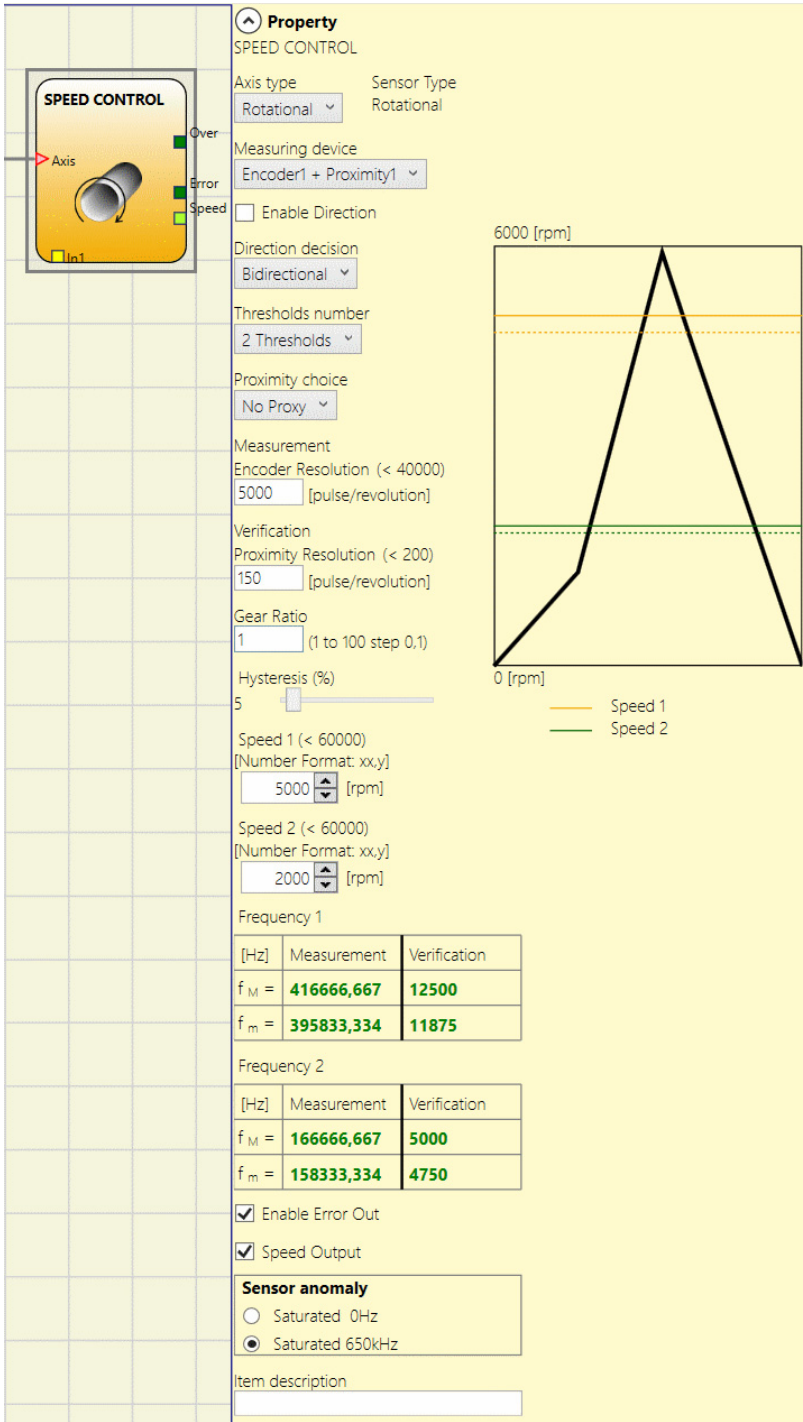 SPEED CONTROL
Over
Axis
Error
Speed
In1
Property
SPEED CONTROL
Axis type Sensor Type
Rotational Rotational
Measuring device
Encoder1 + Proximity1
Enable Direction
Direction decision
Bidirectional
Thresholds number
2 Thresholds
Proximity choice
No Proxy
Measurement
Encoder Resolution (< 40000)
5000 [pulse/revolution]
Verification
Proximity Resolution (< 200)
150 [pulse/revolution]
Gear Ratio
1 (1 to 100 step 0,1)
Hysteresis (%)
5
Speed 1 (< 60000)
[Number Format: xx,y]
5000 [rpm]
Speed 2 (< 60000)
[Number Format: xx,y]
2000 [rpm]
6000 [rpm]
0 [rpm]
Speed 1
Speed 2
Frequency 1
[Hz] Measurement Verification
f M = 416666,667 12500
f m = 395833,334 11875
Frequency 2
[Hz] Measurement Verification
f M = 166666,667 5000
f m = 158333,334 4750
Enable Error Out
Speed Output
Sensor anomaly
Saturated 0Hz
Saturated 650kHz
Item description